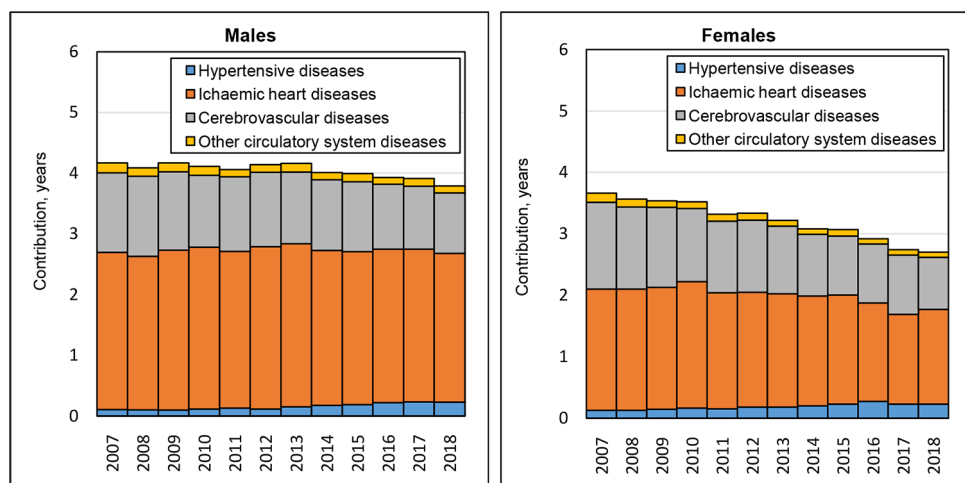 Males
Contribution, years
6
5
4
3
2
1
0
Hypertensive diseases
Ichaemic heart diseases
Cerebrovascular diseases
Other circulatory system diseases
2007 2008 2009 2010 2011 2012 2013 2014 2015 2016 2017 2018
Females
Contribution, years
6
5
4
3
2
1
0
Hypertensive diseases
Ichaemic heart diseases
Cerebrovascular diseases
Other circulatory system diseases
2007 2008 2009 2010 2011 2012 2013 2014 2015 2016 2017 2018